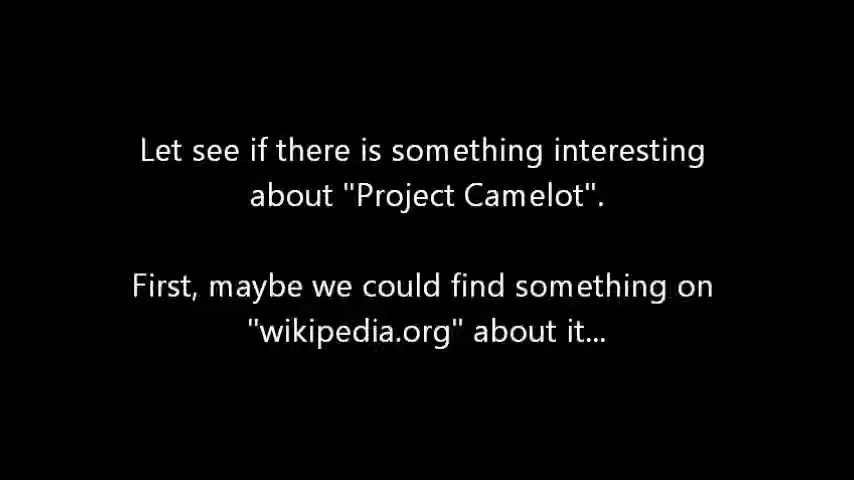 Let see if there is something interesting
about "Project Camelot".
First, maybe we could find something on
"wikipedia.org" about it...